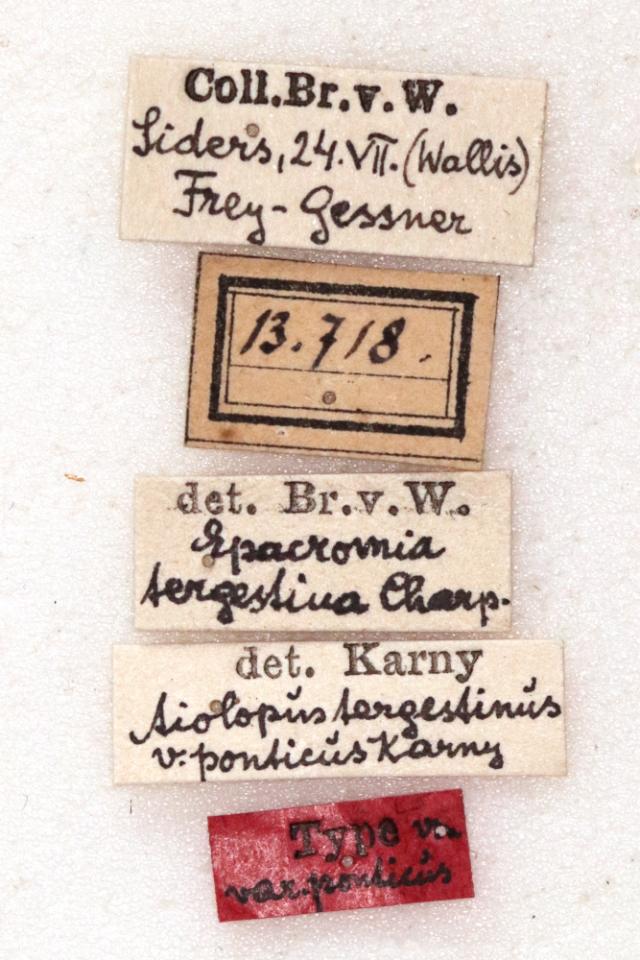 Coll.Br.v.W.
Siders, 24.VII.(Wallis)
Frey-Gessner
13.718.
det. Br.v.W.
Epacromia
tergestina Charp.
det. Karny
Aiolopus tergestinus
v. ponticus Karny
Type v.
var. ponticus